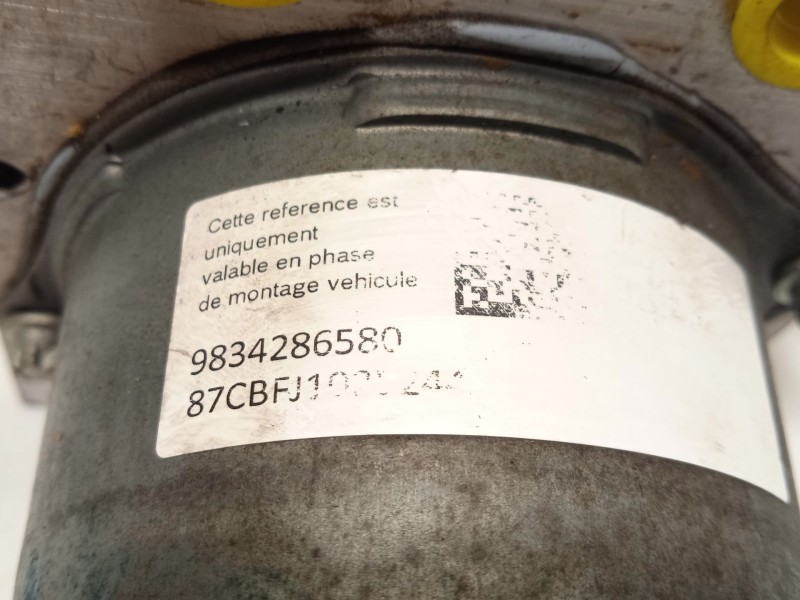 Cette reference est
uniquement
valable en phase
de montage vehicule
9834286580